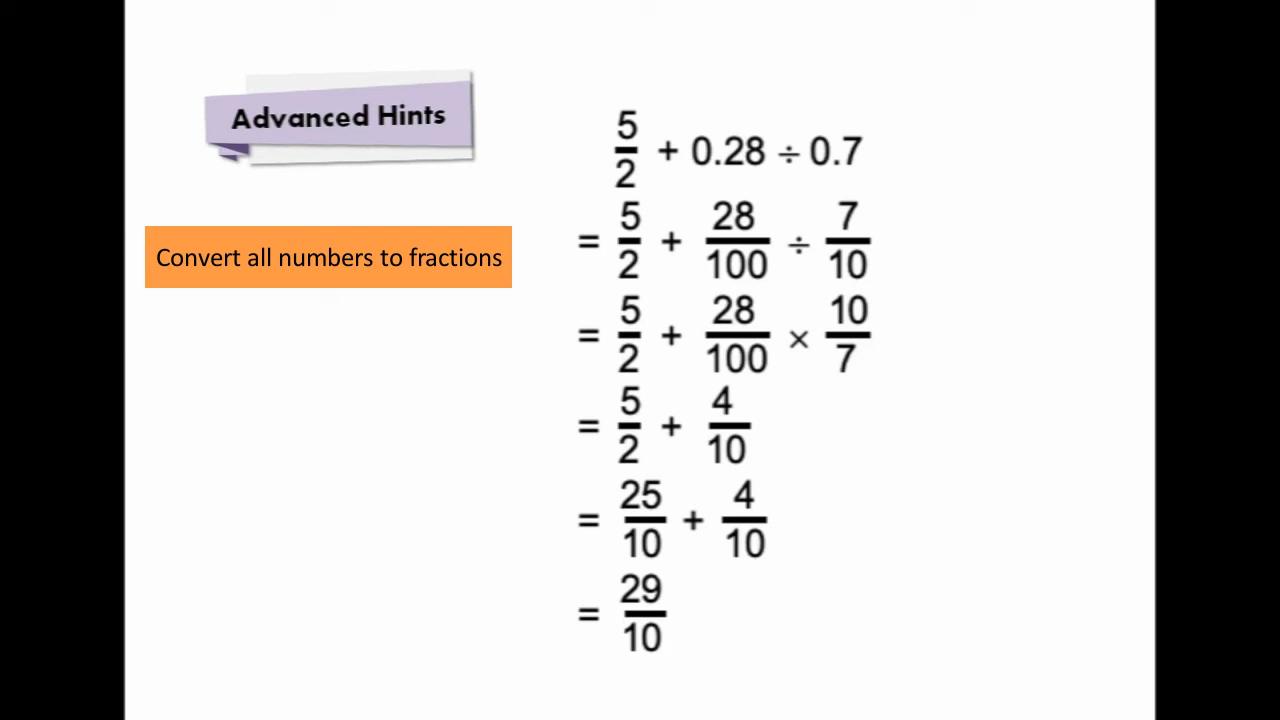 Advanced Hints
Convert all numbers to fractions
5/2 + 0.28 ÷ 0.7
= 5/2 + 28/100 ÷ 7/10
= 5/2 + 28/100 × 10/7
= 5/2 + 4/10
= 25/10 + 4/10
= 29/10